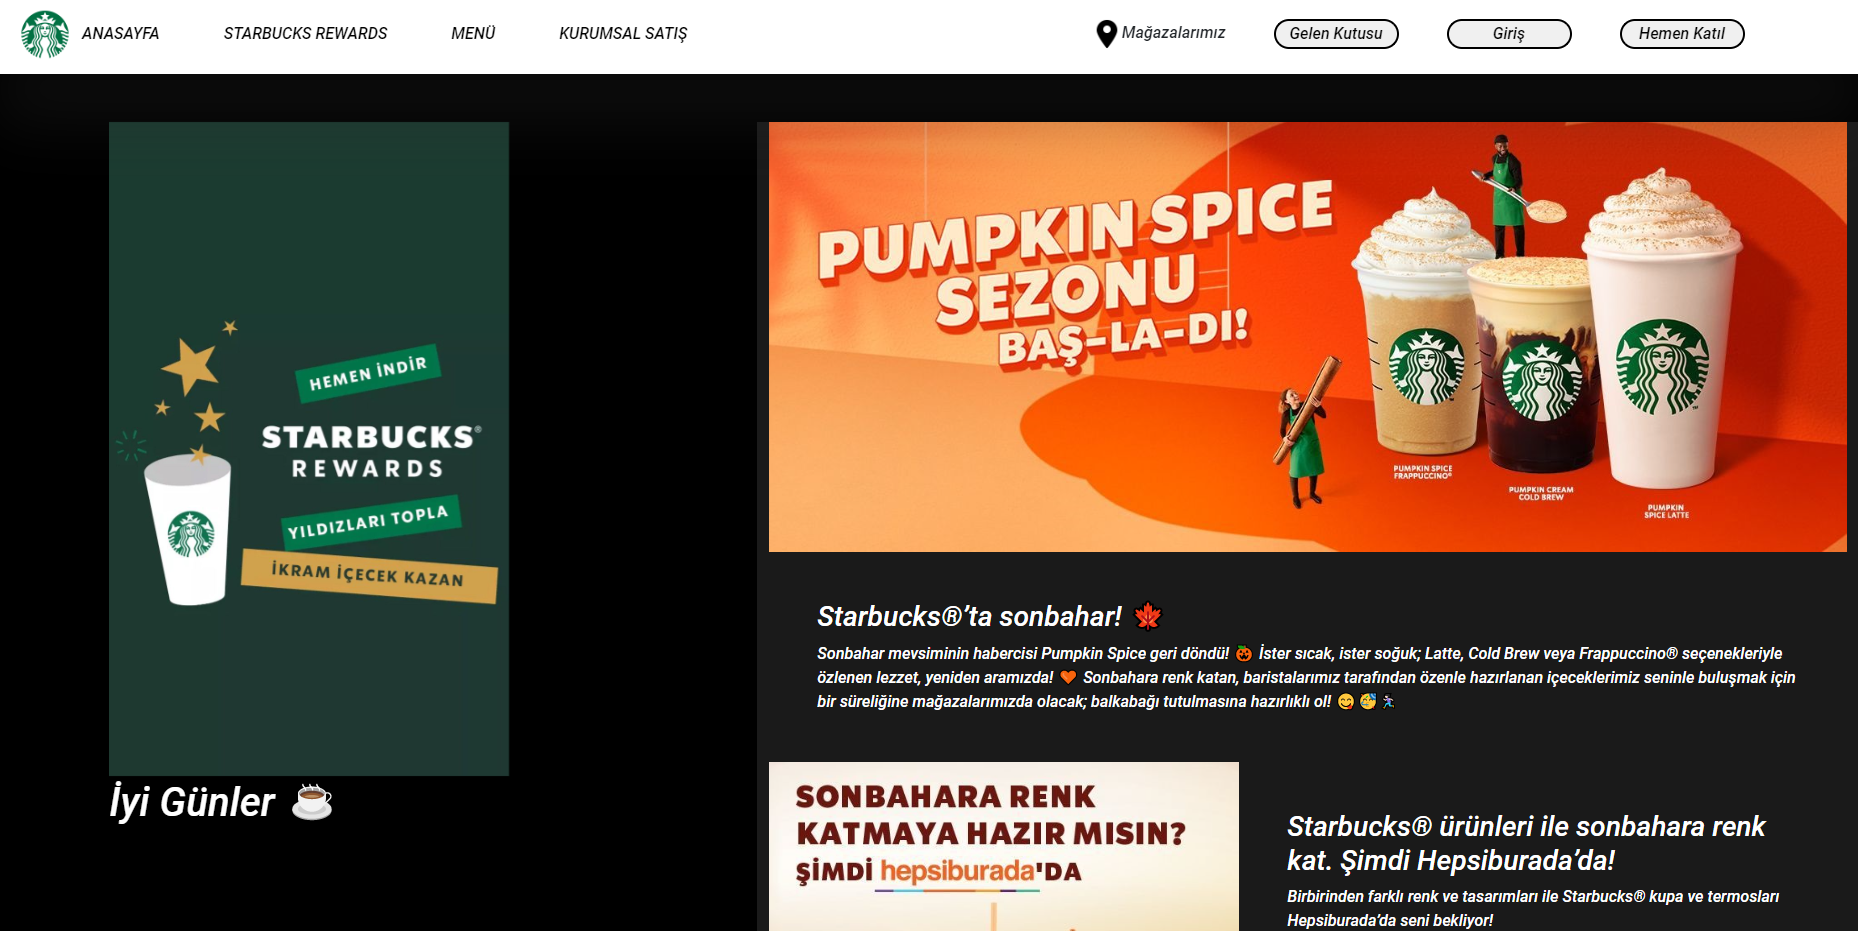 ANASAYFA
STARBUCKS REWARDS
MENÜ
KURUMSAL SATIŞ
Mağazalarımız
Gelen Kutusu
Giriş
Hemen Katıl
HEMEN İNDİR
STARBUCKS®
REWARDS
YILDIZLARI TOPLA
İKRAM İÇECEK KAZAN
İyi Günler ☕
PUMPKIN SPICE
SEZONU
BAŞ-LA-DI!
PUMPKIN SPICE
FRAPPUCCINO®
PUMPKIN CREAM
COLD BREW
PUMPKIN
SPICE LATTE
Starbucks®’ta sonbahar! 🍁
Sonbahar mevsiminin habercisi Pumpkin Spice geri döndü! 🎃 İster sıcak, ister soğuk; Latte, Cold Brew veya Frappuccino® seçenekleriyle
özlenen lezzet, yeniden aramızda! 🧡 Sonbahara renk katan, baristalarımız tarafından özenle hazırlanan içeceklerimiz seninle buluşmak için
bir süreliğine mağazalarımızda olacak; balkabağı tutulmasına hazırlıklı ol! 😋🥳🏃🏿‍♀️
SONBAHARA RENK
KATMAYA HAZIR MISIN?
ŞİMDİ hepsiburada'DA
Starbucks® ürünleri ile sonbahara renk
kat. Şimdi Hepsiburada’da!
Birbirinden farklı renk ve tasarımları ile Starbucks® kupa ve termosları
Hepsiburada’da seni bekliyor!